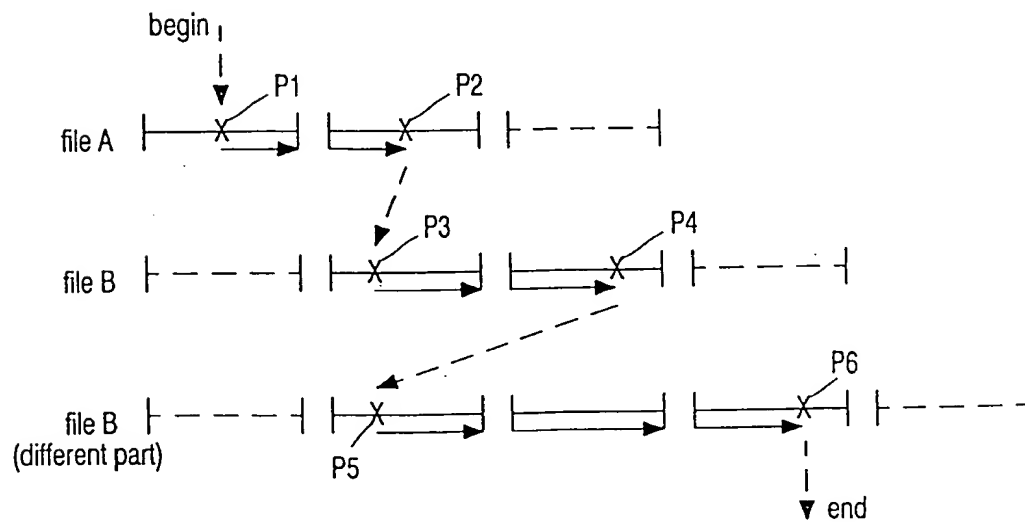 begin
P1
P2
file A
P3
P4
file B
P6
file B
(different part)
P5
end